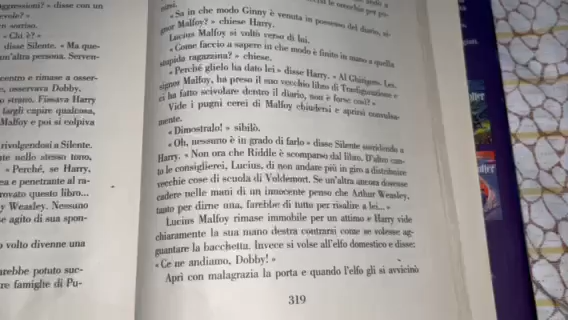 aggressioni? » disse con un
erole? »
en sorriso.
« Chi è? »
disse Silente. « Ma que-
un'altra persona. Serven-
centro e rimase a osser-
, osservava Dobby.
o strano. Fissava Harry
fargli capire qualcosa,
Malfoy e poi si colpiva
rivolgendosi a Silente.
te nello stesso tono,
« Perché, se Harry,
ea e penetrante al ra-
rovato questo libro...
y Weasley. Nessuno
e agito di sua spon-
o volto divenne una
arebbe potuto suc-
re famiglie di Pu-
« Sa in che modo Ginny è venuta in possesso del diario, si-
gnor Malfoy? » chiese Harry.
Lucius Malfoy si voltò verso di lui.
« Come faccio a sapere in che modo è finito in mano a quella
stupida ragazzina? » chiese.
« Perché glielo ha dato lei » disse Harry. « Al Ghirigoro. Lei,
signor Malfoy, ha preso il suo vecchio libro di Trasfigurazione e
ci ha fatto scivolare dentro il diario, non è forse così? »
Vide i pugni cerei di Malfoy chiudersi e aprirsi
mente.
« Dimostralo! » sibilò.
« Oh, nessuno è in grado di farlo » disse Silente sorridendo a
Harry. « Non ora che Riddle è scomparso dal libro. D'altro can-
to le consiglierei, Lucius, di non andare più in giro a distribuire
vecchie cose di scuola di Voldemort. Se un'altra ancora dovesse
cadere nelle mani di un innocente penso che Arthur Weasley,
tanto per dirne una, farebbe di tutto per risalire a lei... »
Lucius Malfoy rimase immobile per un attimo e Harry vide
chiaramente la sua mano destra contrarsi come se volesse ag-
guantare la bacchetta. Invece si volse all'elfo domestico e disse:
« Ce ne andiamo, Dobby! »
Aprì con malagrazia la porta e quando l'elfo gli si avvicinò
319